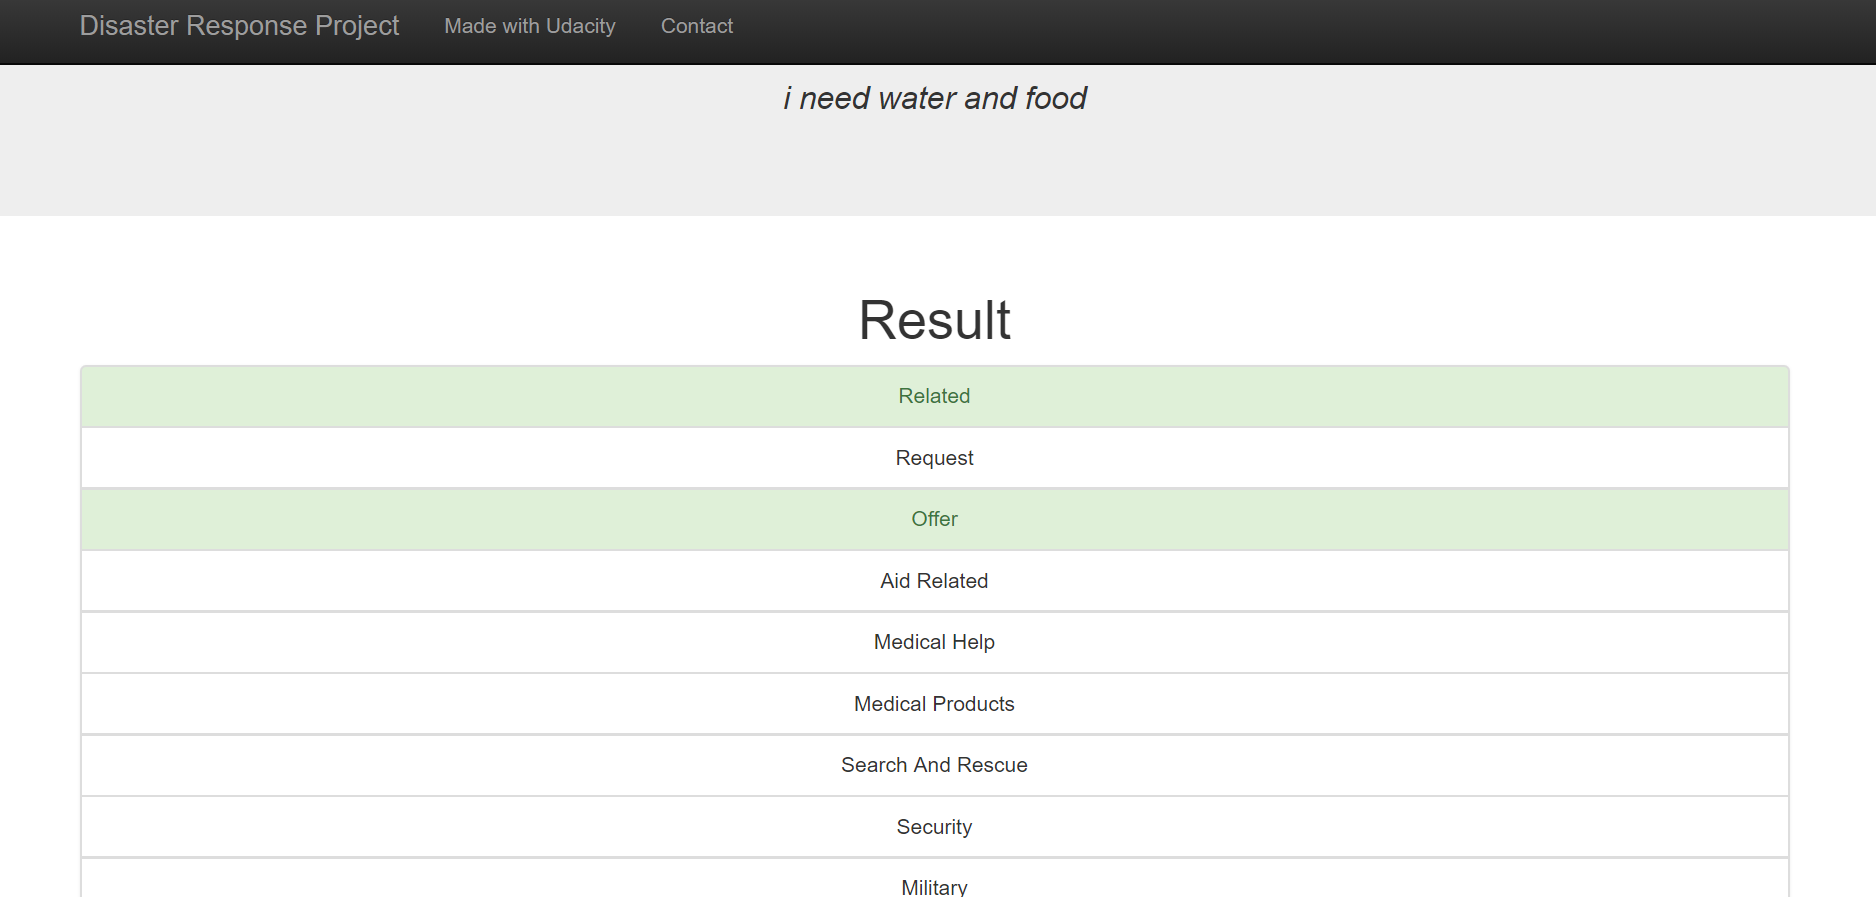 Disaster Response Project Made with Udacity Contact
i need water and food
Result
Related
Request
Offer
Aid Related
Medical Help
Medical Products
Search And Rescue
Security
Military